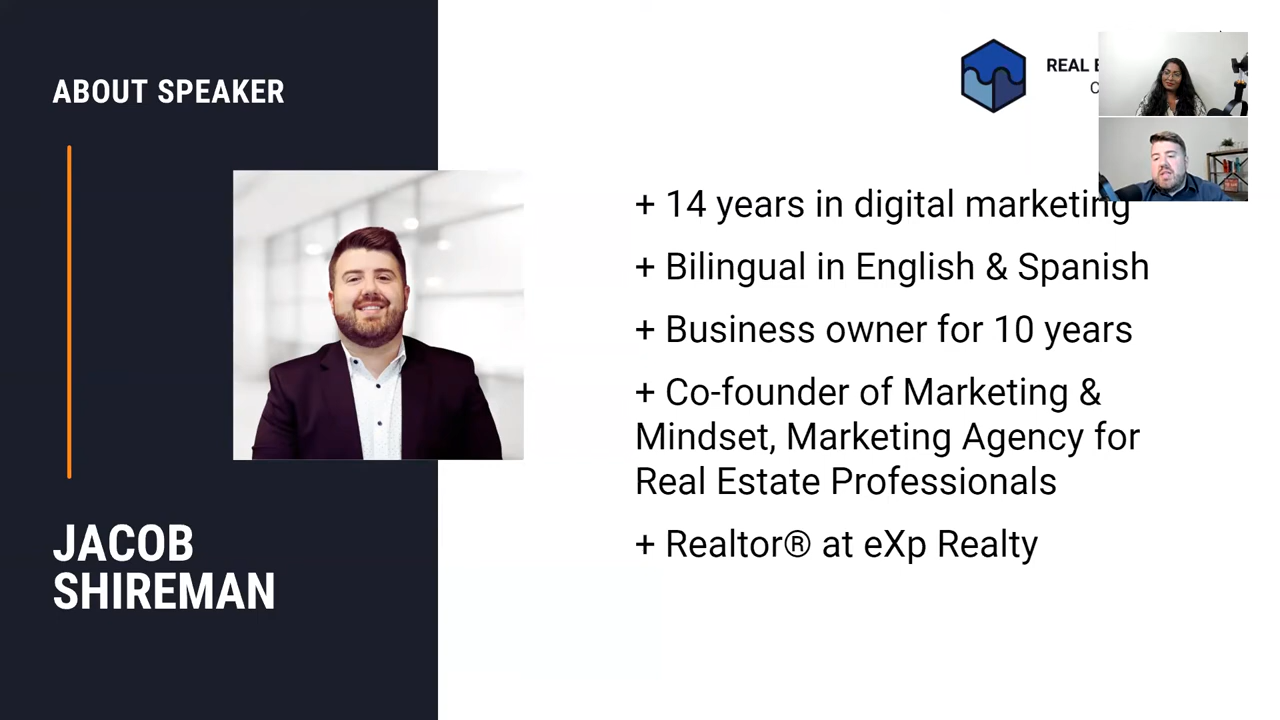 ABOUT SPEAKER
REAL
+ 14 years in digital marketing
+ Bilingual in English & Spanish
+ Business owner for 10 years
+ Co-founder of Marketing &
Mindset, Marketing Agency for
Real Estate Professionals
+ Realtor® at eXp Realty
JACOB
SHIREMAN